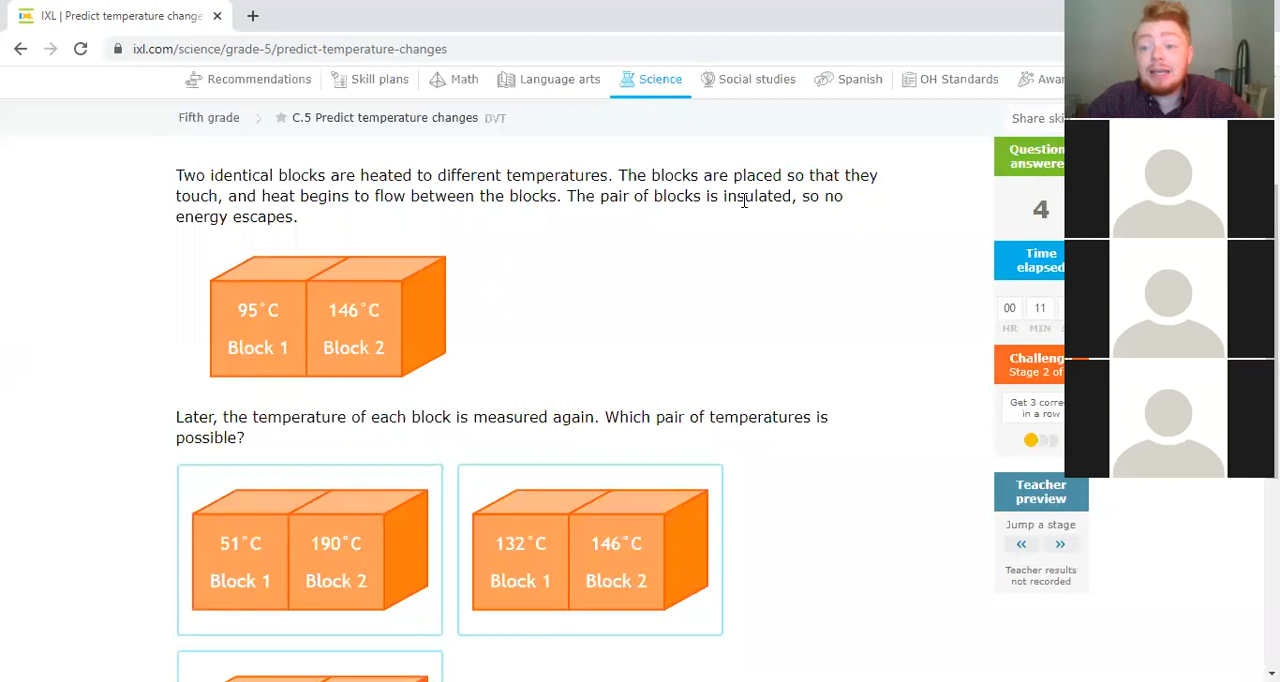 IXL | Predict temperature change
ixl.com/science/grade-5/predict-temperature-changes
Recommendations Skill plans Math Language arts Science Social studies Spanish OH Standards Awar
Fifth grade C.5 Predict temperature changes DVT Share skil
Two identical blocks are heated to different temperatures. The blocks are placed so that they
touch, and heat begins to flow between the blocks. The pair of blocks is insulated, so no
energy escapes.
95°C 146°C
Block 1 Block 2
Later, the temperature of each block is measured again. Which pair of temperatures is
possible?
51°C 190°C
Block 1 Block 2
132°C 146°C
Block 1 Block 2
Question
answere
4
Time
elapsed
00 11
HR MIN
Challeng
Stage 2 of
Get 3 corre
in a row
Teacher
preview
Jump a stage
<< >>
Teacher results
not recorded